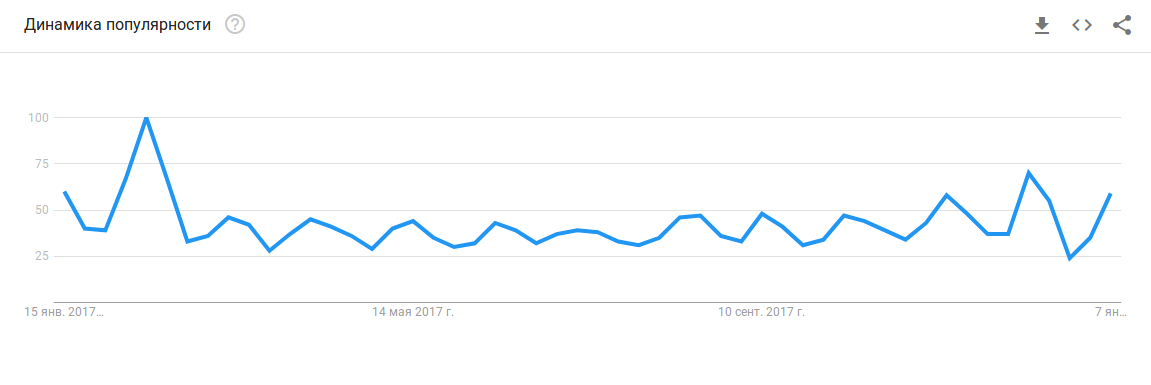 Динамика популярности ?
100
75
50
25
15 янв. 2017…
14 мая 2017 г.
10 сент. 2017 г.
7 ян…